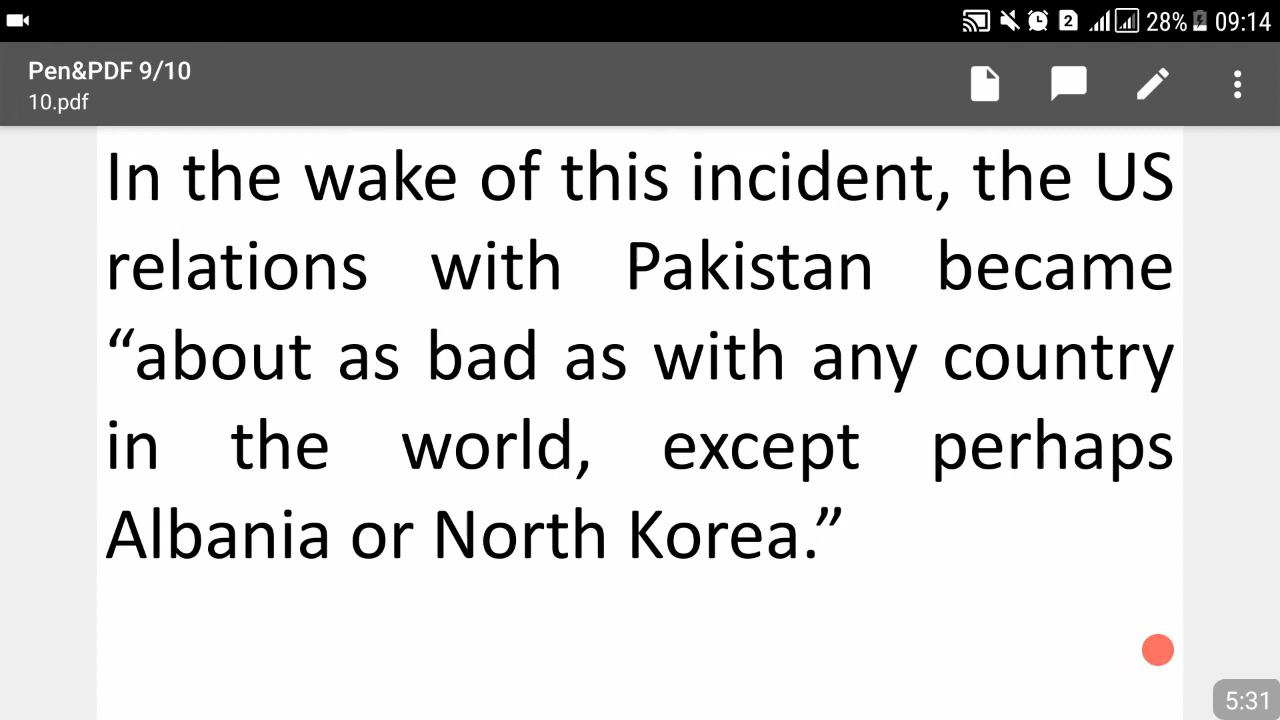 2 28% 09:14
Pen&PDF 9/10
10.pdf
In the wake of this incident, the US
relations with Pakistan became
“about as bad as with any country
in the world, except perhaps
Albania or North Korea.”
5:31